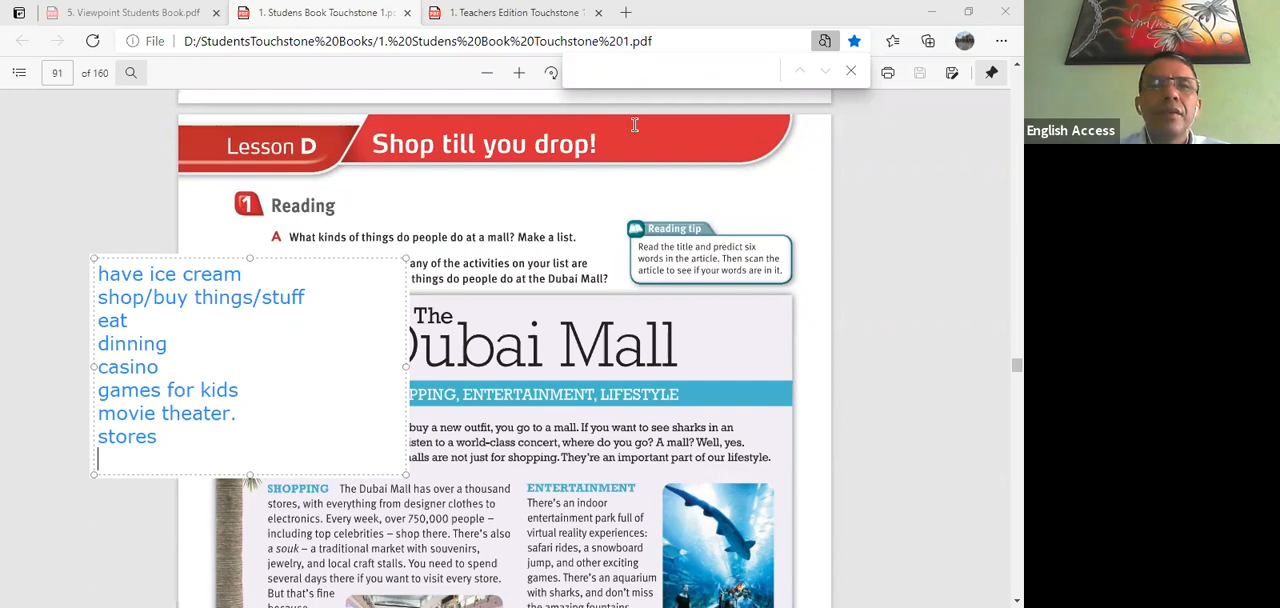 5. Viewpoint Students Book.pdf
1. Studens Book Touchstone 1.p
1. Teachers Edition Touchstone
File
D:/StudentsTouchstone%20Books/1.%20Studens%20Book%20Touchstone%201.pdf
91 of 160
English Access
Lesson D Shop till you drop!
1 Reading
A What kinds of things do people do at a mall? Make a list.
any of the activities on your list are
things do people do at the Dubai Mall?
Reading tip
Read the title and predict six
words in the article. Then scan the
article to see if your words are in it.
have ice cream
shop/buy things/stuff
eat
dinning
casino
games for kids
movie theater.
stores
The
Dubai Mall
PPING, ENTERTAINMENT, LIFESTYLE
buy a new outfit, you go to a mall. If you want to see sharks in an
isten to a world-class concert, where do you go? A mall? Well, yes.
alls are not just for shopping. They're an important part of our lifestyle.
SHOPPING The Dubai Mall has over a thousand
stores, with everything from designer clothes to
electronics. Every week, over 750,000 people –
including top celebrities – shop there. There's also
a souk – a traditional market with souvenirs,
jewelry, and local craft stalls. You need to spend
several days there if you want to visit every store.
But that's fine
because
ENTERTAINMENT
There's an indoor
entertainment park full of
virtual reality experiences:
safari rides, a snowboard
jump, and other exciting
games. There's an aquarium
with sharks, and don't miss
the amazing fountains